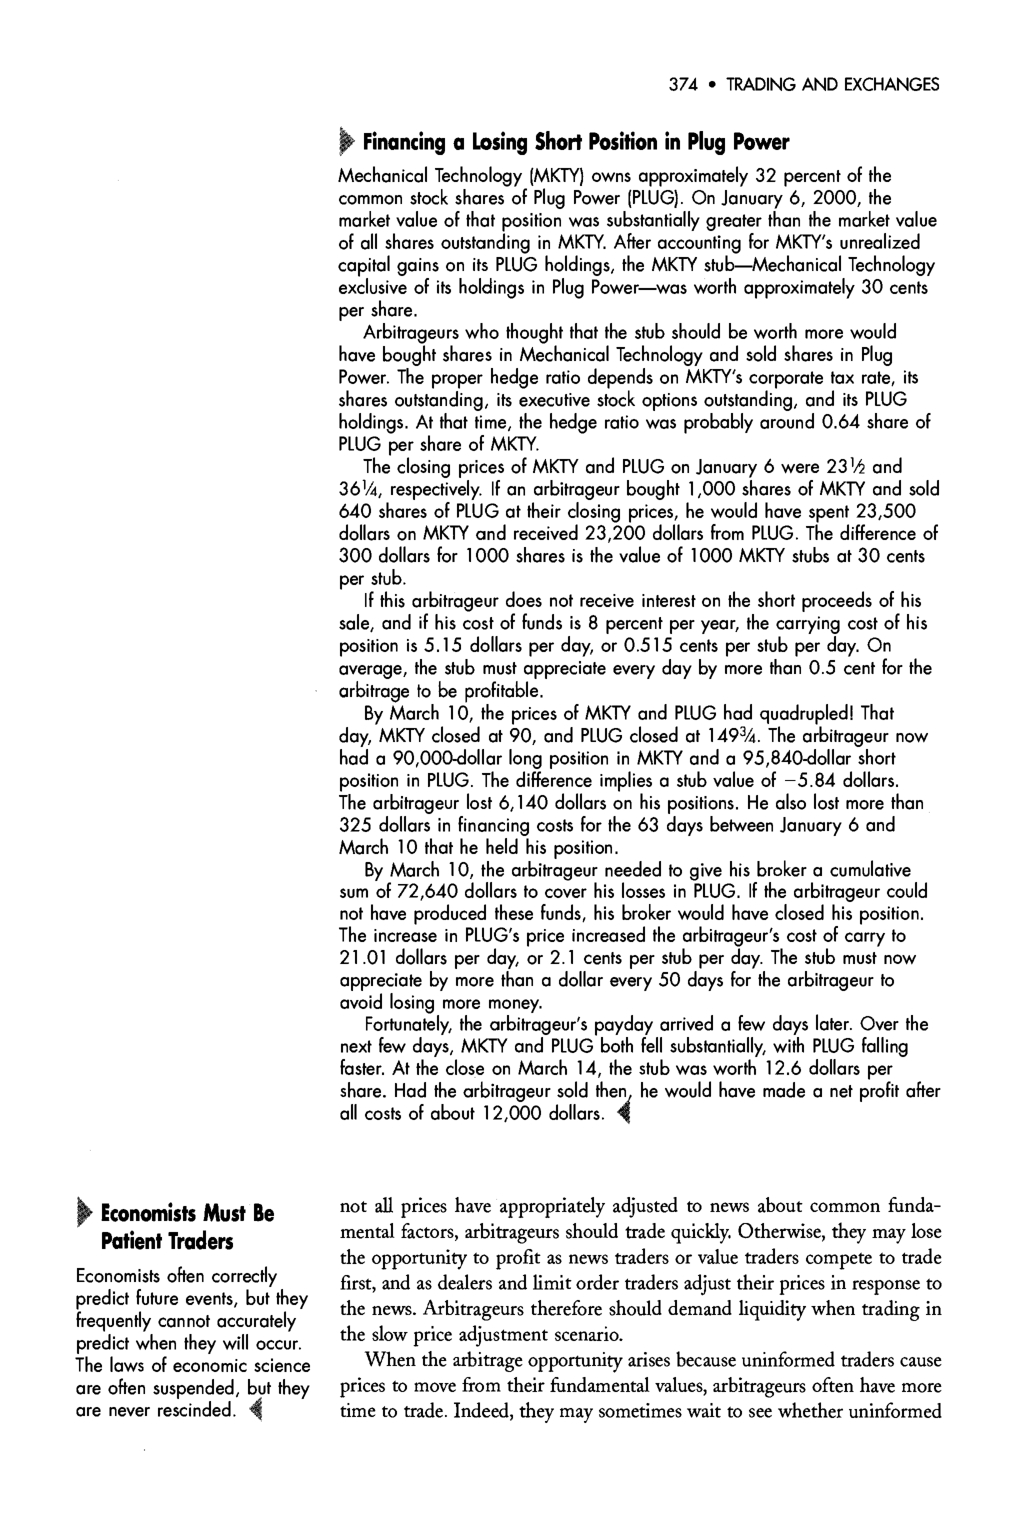 374 • TRADING AND EXCHANGES
Financing a Losing Short Position in Plug Power
Mechanical Technology (MKTY) owns approximately 32 percent of the
common stock shares of Plug Power (PLUG). On January 6, 2000, the
market value of that position was substantially greater than the market value
of all shares outstanding in MKTY. After accounting for MKTY's unrealized
capital gains on its PLUG holdings, the MKTY stub—Mechanical Technology
exclusive of its holdings in Plug Power—was worth approximately 30 cents
per share.
Arbitrageurs who thought that the stub should be worth more would
have bought shares in Mechanical Technology and sold shares in Plug
Power. The proper hedge ratio depends on MKTY's corporate tax rate, its
shares outstanding, its executive stock options outstanding, and its PLUG
holdings. At that time, the hedge ratio was probably around 0.64 share of
PLUG per share of MKTY.
The closing prices of MKTY and PLUG on January 6 were 23½ and
36¼, respectively. If an arbitrageur bought 1,000 shares of MKTY and sold
640 shares of PLUG at their closing prices, he would have spent 23,500
dollars on MKTY and received 23,200 dollars from PLUG. The difference of
300 dollars for 1000 shares is the value of 1000 MKTY stubs at 30 cents
per stub.
If this arbitrageur does not receive interest on the short proceeds of his
sale, and if his cost of funds is 8 percent per year, the carrying cost of his
position is 5.15 dollars per day, or 0.515 cents per stub per day. On
average, the stub must appreciate every day by more than 0.5 cent for the
arbitrage to be profitable.
By March 10, the prices of MKTY and PLUG had quadrupled! That
day, MKTY closed at 90, and PLUG closed at 149¾. The arbitrageur now
had a 90,000-dollar long position in MKTY and a 95,840-dollar short
position in PLUG. The difference implies a stub value of −5.84 dollars.
The arbitrageur lost 6,140 dollars on his positions. He also lost more than
325 dollars in financing costs for the 63 days between January 6 and
March 10 that he held his position.
By March 10, the arbitrageur needed to give his broker a cumulative
sum of 72,640 dollars to cover his losses in PLUG. If the arbitrageur could
not have produced these funds, his broker would have closed his position.
The increase in PLUG's price increased the arbitrageur's cost of carry to
21.01 dollars per day, or 2.1 cents per stub per day. The stub must now
appreciate by more than a dollar every 50 days for the arbitrageur to
avoid losing more money.
Fortunately, the arbitrageur's payday arrived a few days later. Over the
next few days, MKTY and PLUG both fell substantially, with PLUG falling
faster. At the close on March 14, the stub was worth 12.6 dollars per
share. Had the arbitrageur sold then, he would have made a net profit after
all costs of about 12,000 dollars.
Economists Must Be
Patient Traders
Economists often correctly
predict future events, but they
frequently cannot accurately
predict when they will occur.
The laws of economic science
are often suspended, but they
are never rescinded.
not all prices have appropriately adjusted to news about common funda-
mental factors, arbitrageurs should trade quickly. Otherwise, they may lose
the opportunity to profit as news traders or value traders compete to trade
first, and as dealers and limit order traders adjust their prices in response to
the news. Arbitrageurs therefore should demand liquidity when trading in
the slow price adjustment scenario.
When the arbitrage opportunity arises because uninformed traders cause
prices to move from their fundamental values, arbitrageurs often have more
time to trade. Indeed, they may sometimes wait to see whether uninformed